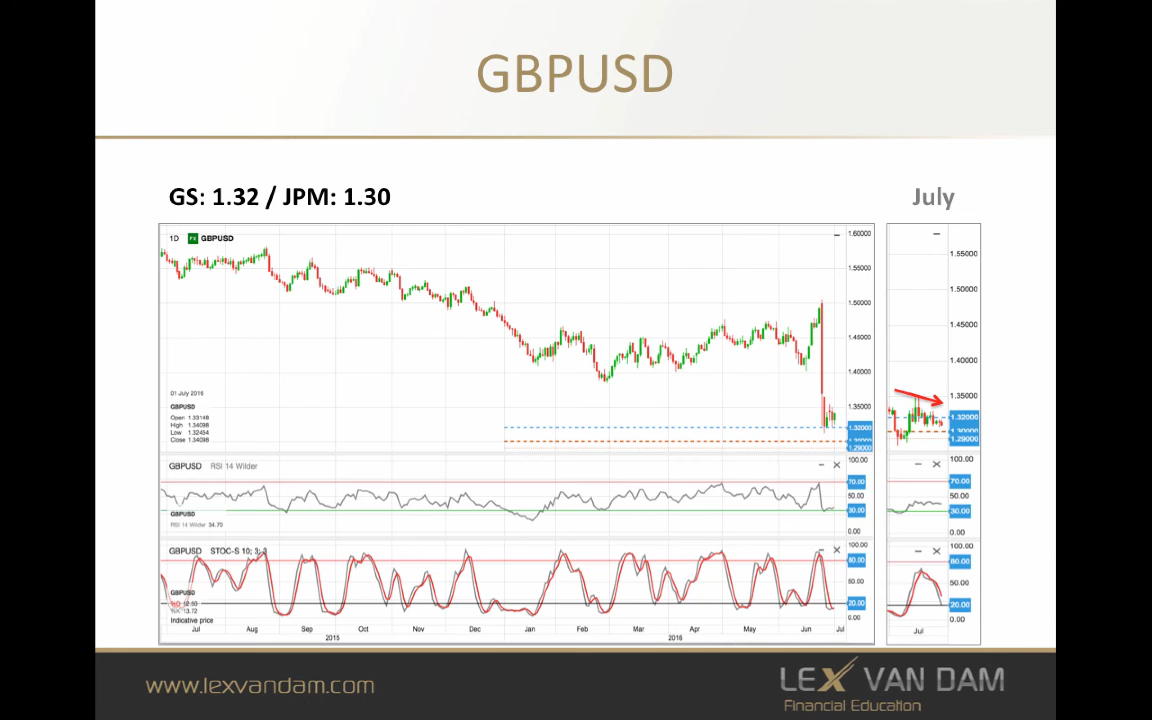 GBPUSD
GS: 1.32 / JPM: 1.30
July
1D FX GBPUSD
1.60000
1.55000
1.50000
1.45000
1.40000
1.35000
1.32000
1.29000
01 July 2016
GBPUSD
Open 1.33148
High 1.34098
Low 1.32454
Close 1.34098
1.55000
1.50000
1.45000
1.40000
1.35000
1.32000
1.30000
1.29000
GBPUSD RSI 14 Wilder
100.00
70.00
50.00
30.00
0.00
GBPUSD
RSI 14 Wilder 34.70
100.00
70.00
50.00
30.00
0.00
GBPUSD STOC-S 10; 3; 3
100.00
80.00
50.00
20.00
0.00
GBPUSD
Indicative price
Jul Aug Sep Oct Nov Dec Jan Feb Mar Apr May Jun Jul
2015 2016
100.00
80.00
50.00
20.00
0.00
Jul
www.lexvandam.com
LEX VAN DAM
Financial Education